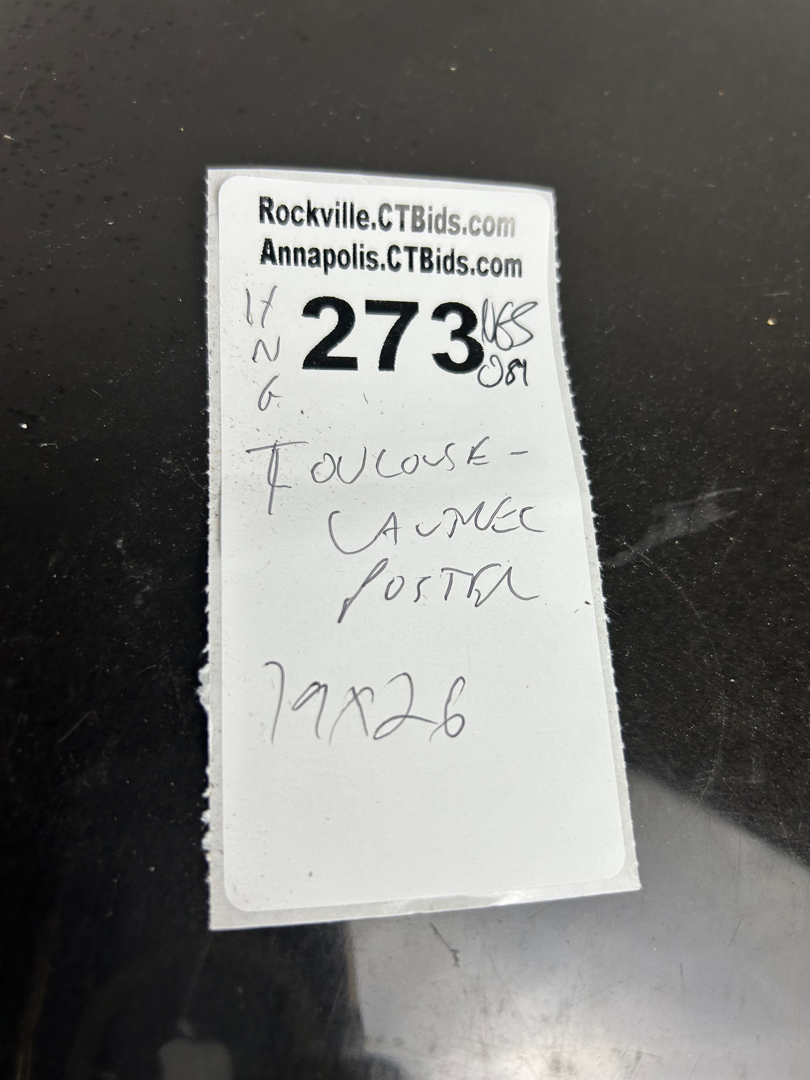 Rockville.CTBids.com
Annapolis.CTBids.com
273
H
N
G
TOULOUSE -
LAUTREC
POSTER
19X26